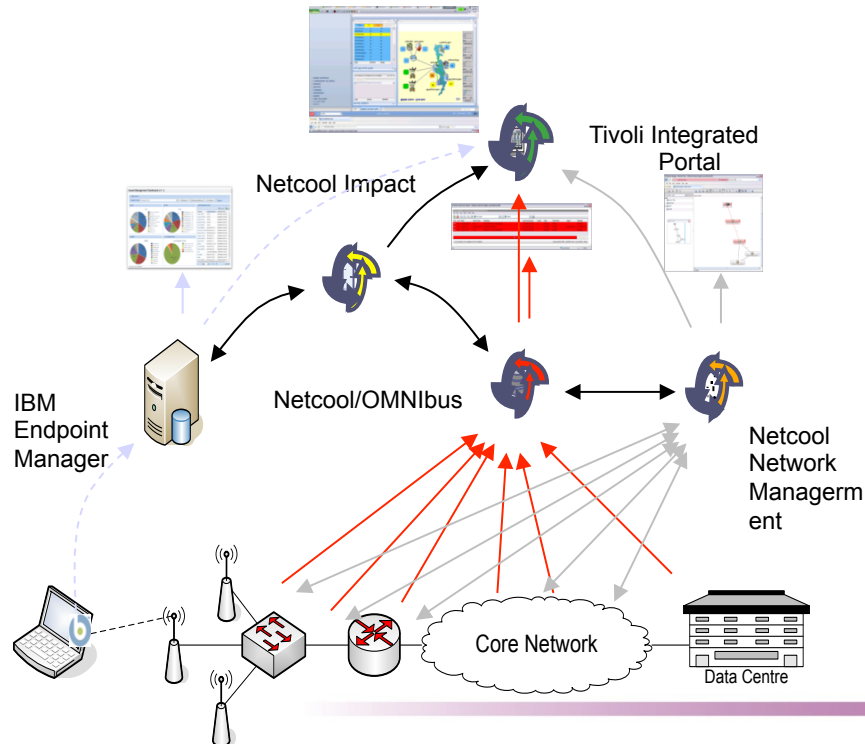 Tivoli Integrated
Portal
Netcool Impact
IBM
Endpoint
Manager
Netcool/OMNIbus
Netcool
Network
Managerm
ent
Core Network
Data Centre